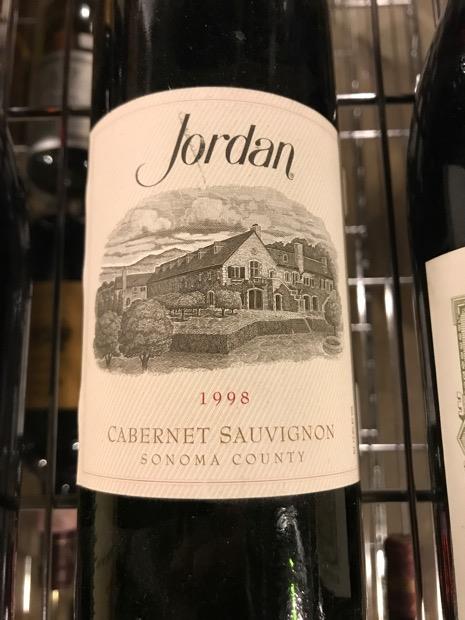 Jordan
1998
CABERNET SAUVIGNON
SONOMA COUNTY